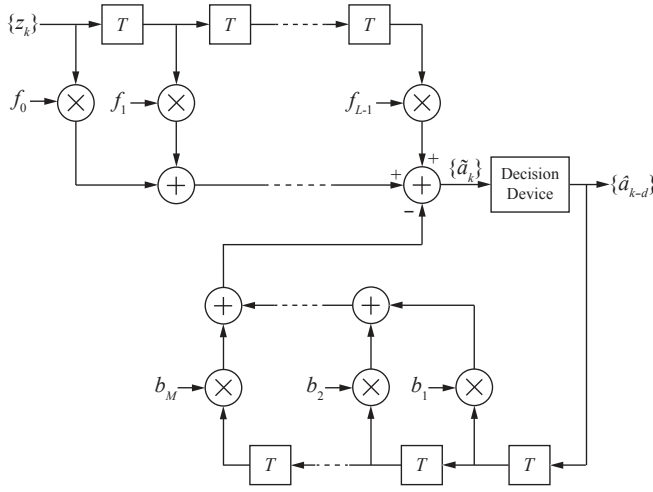 {z_k}
T
T
T
f_0
f_1
f_{L-1}
×
×
×
+
+
+
+
−
{ã_k}
Decision
Device
{â_{k-d}}
+
+
b_M
b_2
b_1
×
×
×
T
T
T